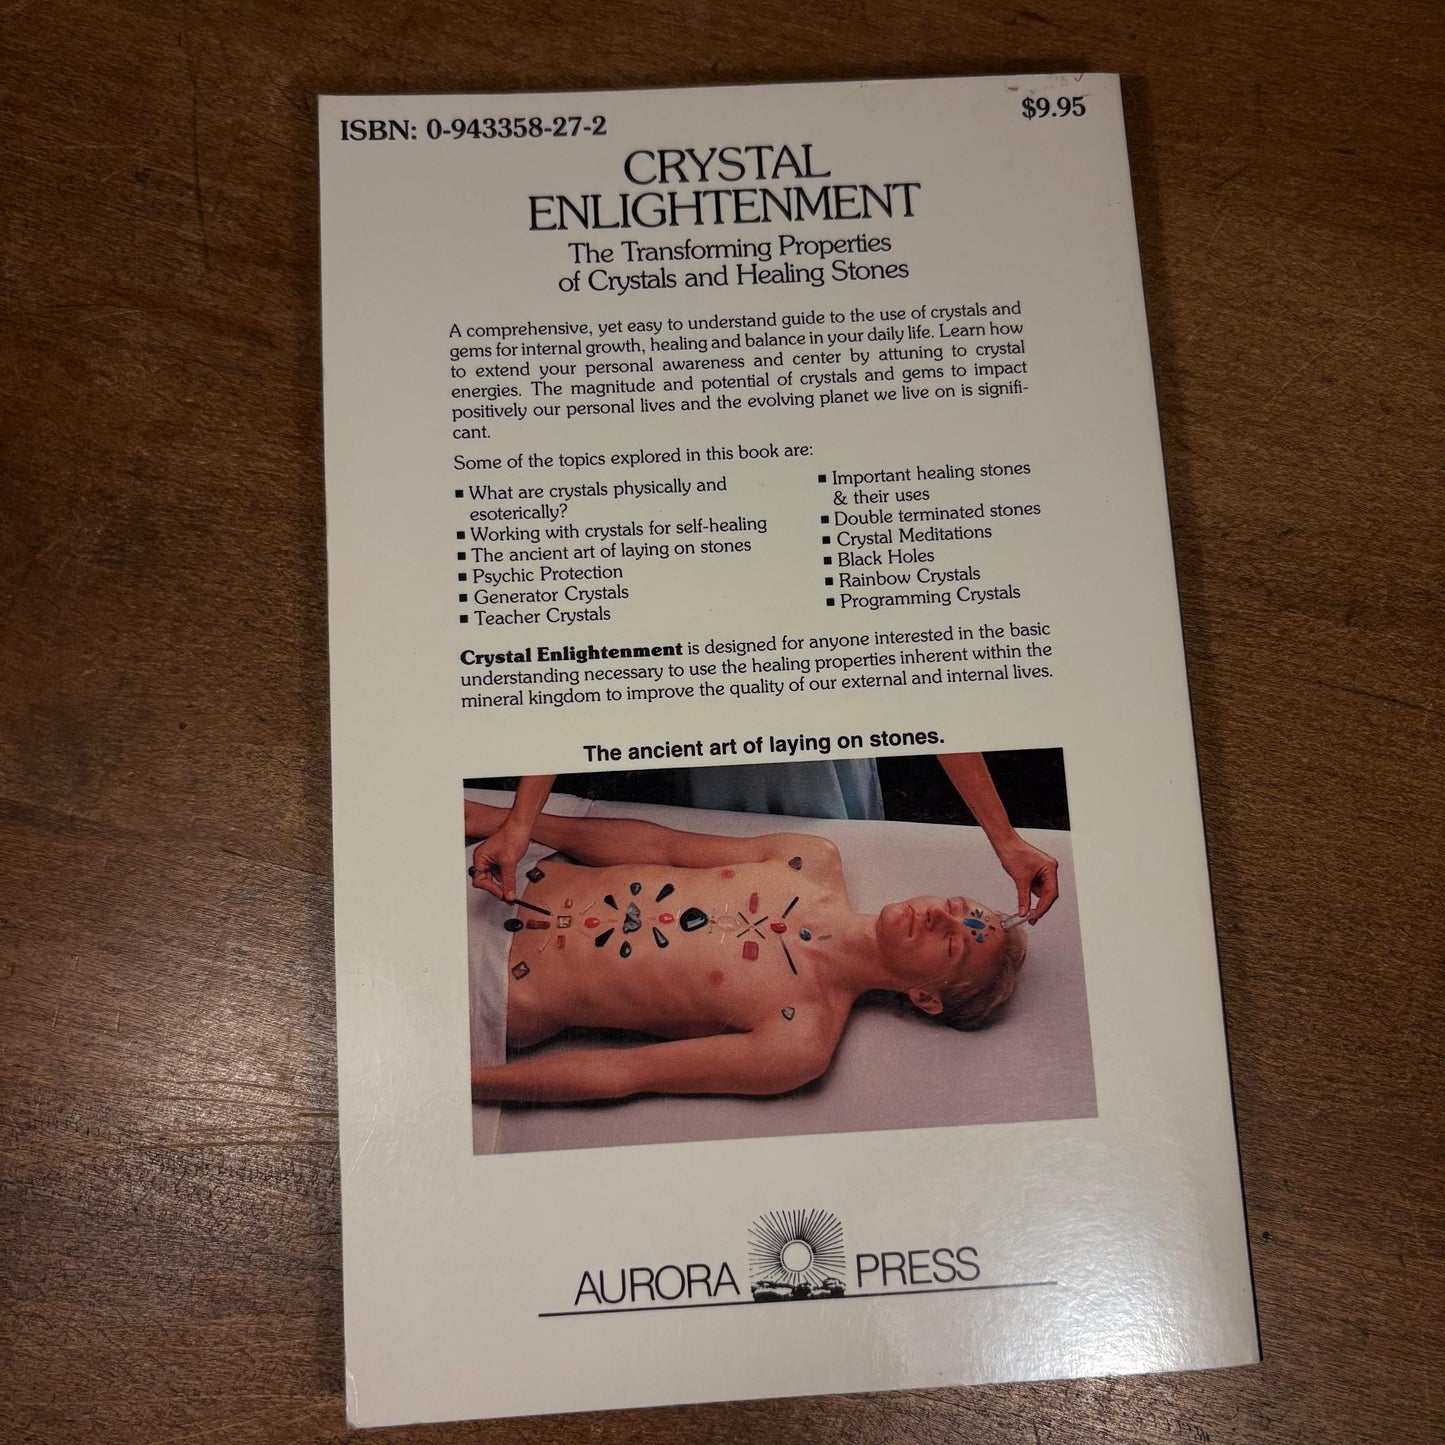 ISBN: 0-943358-27-2
$9.95
CRYSTAL
ENLIGHTENMENT
The Transforming Properties
of Crystals and Healing Stones
A comprehensive, yet easy to understand guide to the use of crystals and
gems for internal growth, healing and balance in your daily life. Learn how
to extend your personal awareness and center by attuning to crystal
energies. The magnitude and potential of crystals and gems to impact
positively our personal lives and the evolving planet we live on is signifi-
cant.
Some of the topics explored in this book are:
■ What are crystals physically and
esoterically?
■ Working with crystals for self-healing
■ The ancient art of laying on stones
■ Psychic Protection
■ Generator Crystals
■ Teacher Crystals
■ Important healing stones
& their uses
■ Double terminated stones
■ Crystal Meditations
■ Black Holes
■ Rainbow Crystals
■ Programming Crystals
Crystal Enlightenment is designed for anyone interested in the basic
understanding necessary to use the healing properties inherent within the
mineral kingdom to improve the quality of our external and internal lives.
The ancient art of laying on stones.
AURORA PRESS